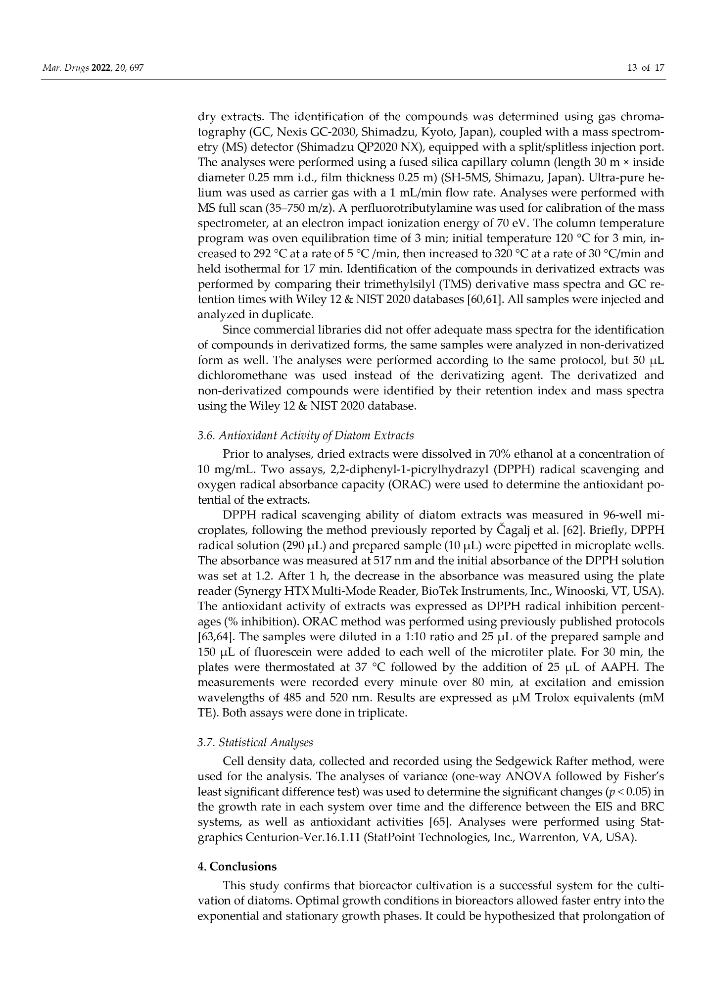 Mar. Drugs 2022, 20, 697
13 of 17
dry extracts. The identification of the compounds was determined using gas chroma-
tography (GC, Nexis GC-2030, Shimadzu, Kyoto, Japan), coupled with a mass spectrom-
etry (MS) detector (Shimadzu QP2020 NX), equipped with a split/splitless injection port.
The analyses were performed using a fused silica capillary column (length 30 m × inside
diameter 0.25 mm i.d., film thickness 0.25 m) (SH-5MS, Shimazu, Japan). Ultra-pure he-
lium was used as carrier gas with a 1 mL/min flow rate. Analyses were performed with
MS full scan (35–750 m/z). A perfluorotributylamine was used for calibration of the mass
spectrometer, at an electron impact ionization energy of 70 eV. The column temperature
program was oven equilibration time of 3 min; initial temperature 120 °C for 3 min, in-
creased to 292 °C at a rate of 5 °C /min, then increased to 320 °C at a rate of 30 °C/min and
held isothermal for 17 min. Identification of the compounds in derivatized extracts was
performed by comparing their trimethylsilyl (TMS) derivative mass spectra and GC re-
tention times with Wiley 12 & NIST 2020 databases [60,61]. All samples were injected and
analyzed in duplicate.
Since commercial libraries did not offer adequate mass spectra for the identification
of compounds in derivatized forms, the same samples were analyzed in non-derivatized
form as well. The analyses were performed according to the same protocol, but 50 µL
dichloromethane was used instead of the derivatizing agent. The derivatized and
non-derivatized compounds were identified by their retention index and mass spectra
using the Wiley 12 & NIST 2020 database.
3.6. Antioxidant Activity of Diatom Extracts
Prior to analyses, dried extracts were dissolved in 70% ethanol at a concentration of
10 mg/mL. Two assays, 2,2-diphenyl-1-picrylhydrazyl (DPPH) radical scavenging and
oxygen radical absorbance capacity (ORAC) were used to determine the antioxidant po-
tential of the extracts.
DPPH radical scavenging ability of diatom extracts was measured in 96-well mi-
croplates, following the method previously reported by Čagalj et al. [62]. Briefly, DPPH
radical solution (290 µL) and prepared sample (10 µL) were pipetted in microplate wells.
The absorbance was measured at 517 nm and the initial absorbance of the DPPH solution
was set at 1.2. After 1 h, the decrease in the absorbance was measured using the plate
reader (Synergy HTX Multi-Mode Reader, BioTek Instruments, Inc., Winooski, VT, USA).
The antioxidant activity of extracts was expressed as DPPH radical inhibition percent-
ages (% inhibition). ORAC method was performed using previously published protocols
[63,64]. The samples were diluted in a 1:10 ratio and 25 µL of the prepared sample and
150 µL of fluorescein were added to each well of the microtiter plate. For 30 min, the
plates were thermostated at 37 °C followed by the addition of 25 µL of AAPH. The
measurements were recorded every minute over 80 min, at excitation and emission
wavelengths of 485 and 520 nm. Results are expressed as µM Trolox equivalents (mM
TE). Both assays were done in triplicate.
3.7. Statistical Analyses
Cell density data, collected and recorded using the Sedgewick Rafter method, were
used for the analysis. The analyses of variance (one-way ANOVA followed by Fisher's
least significant difference test) was used to determine the significant changes (p < 0.05) in
the growth rate in each system over time and the difference between the EIS and BRC
systems, as well as antioxidant activities [65]. Analyses were performed using Stat-
graphics Centurion-Ver.16.1.11 (StatPoint Technologies, Inc., Warrenton, VA, USA).
4. Conclusions
This study confirms that bioreactor cultivation is a successful system for the culti-
vation of diatoms. Optimal growth conditions in bioreactors allowed faster entry into the
exponential and stationary growth phases. It could be hypothesized that prolongation of